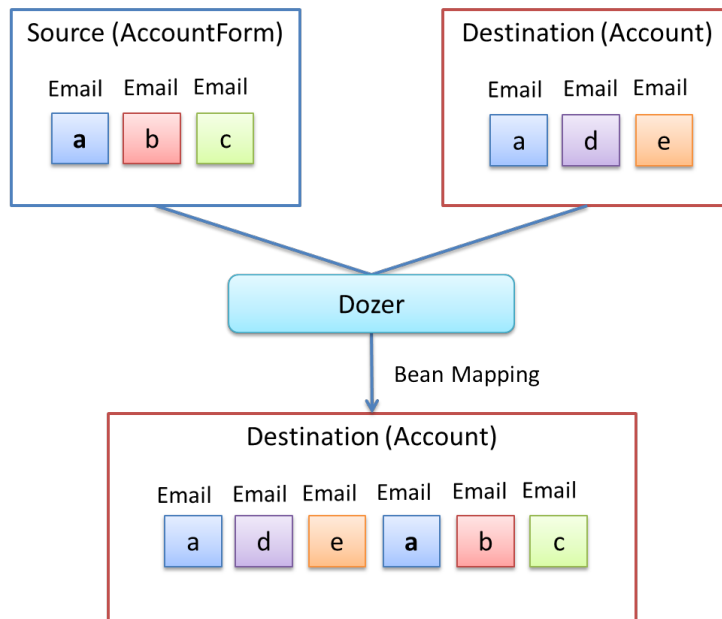 Source (AccountForm)
Email Email Email
a b c
Destination (Account)
Email Email Email
a d e
Dozer
Bean Mapping
Destination (Account)
Email Email Email Email Email Email
a d e a b c